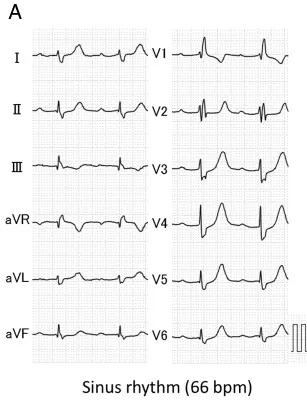 A
I V1
II V2
III V3
aVR V4
aVL V5
aVF V6
Sinus rhythm (66 bpm)